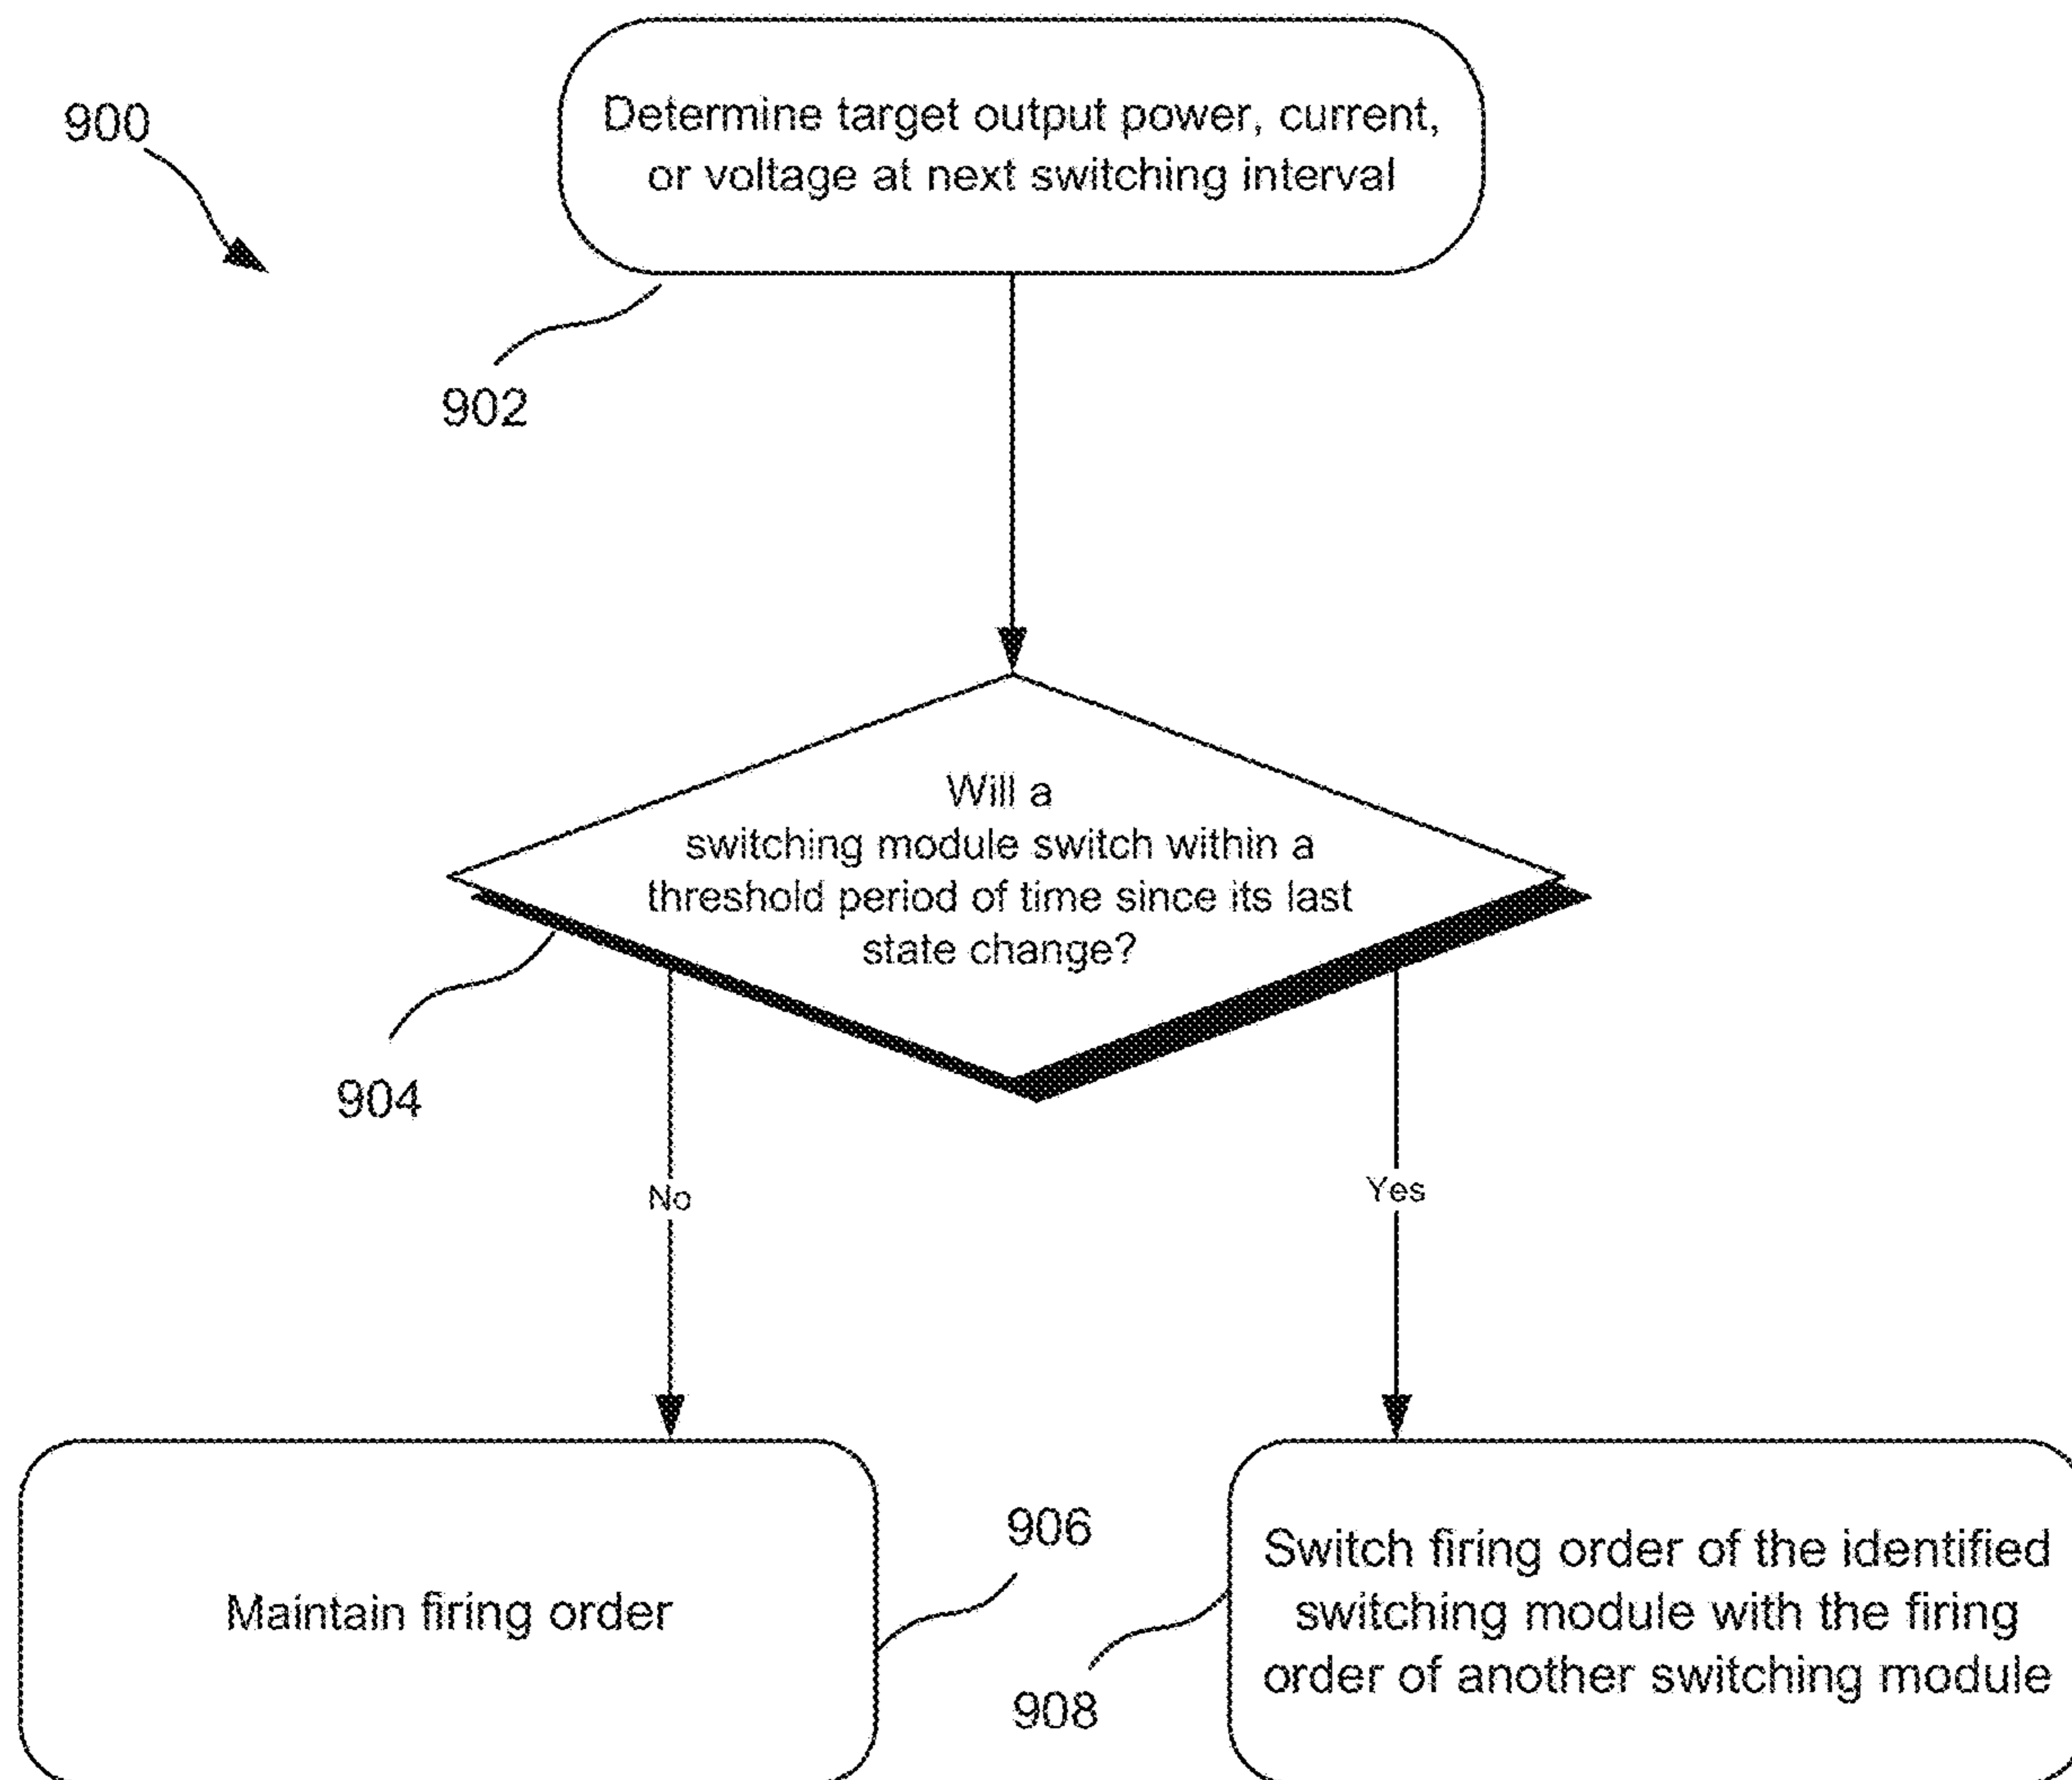 900
Determine target output power, current,
or voltage at next switching interval
902
Will a
switching module switch within a
threshold period of time since its last
state change?
904
No
Yes
Maintain firing order
906
908
Switch firing order of the identified
switching module with the firing
order of another switching module